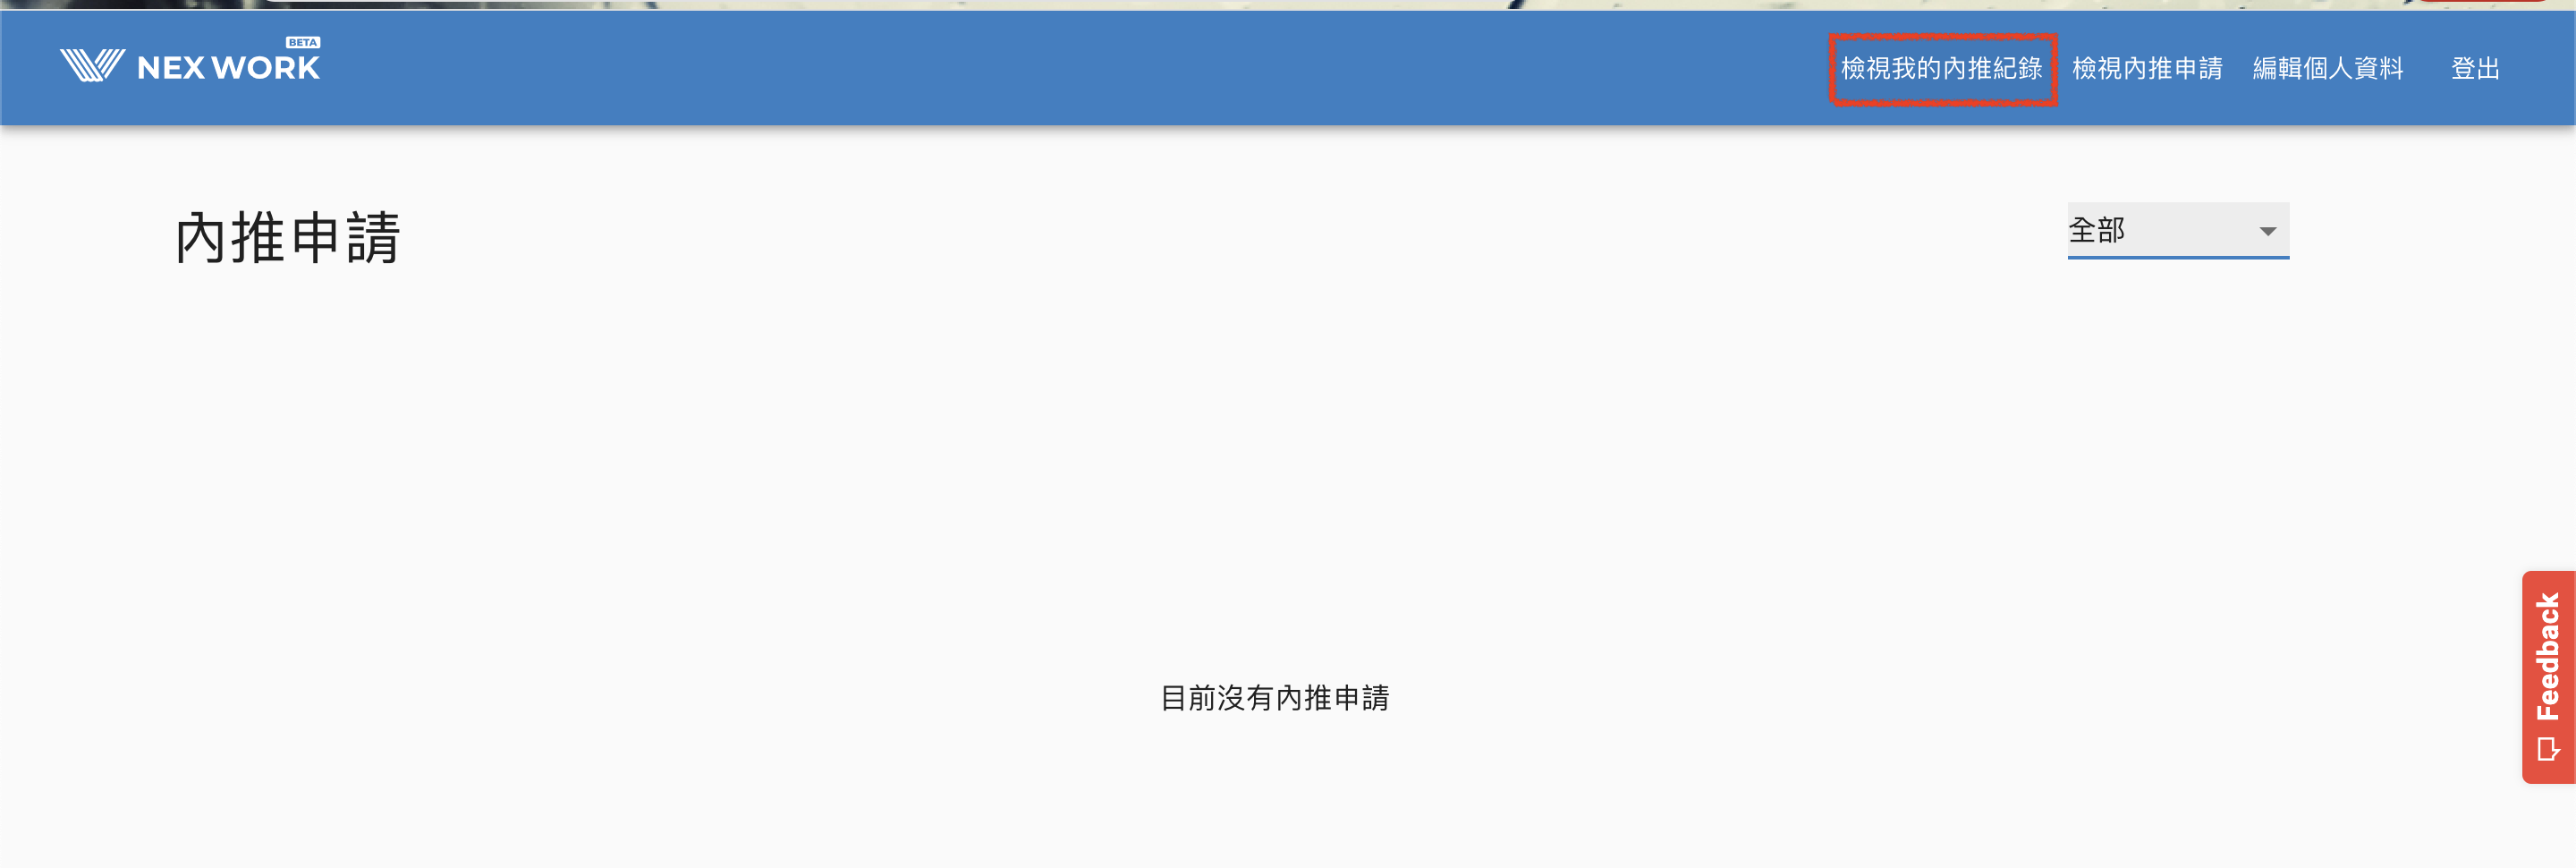 BETA
NEX WORK
檢視我的內推紀錄 檢視內推申請 編輯個人資料 登出
內推申請
全部
目前沒有內推申請
Feedback